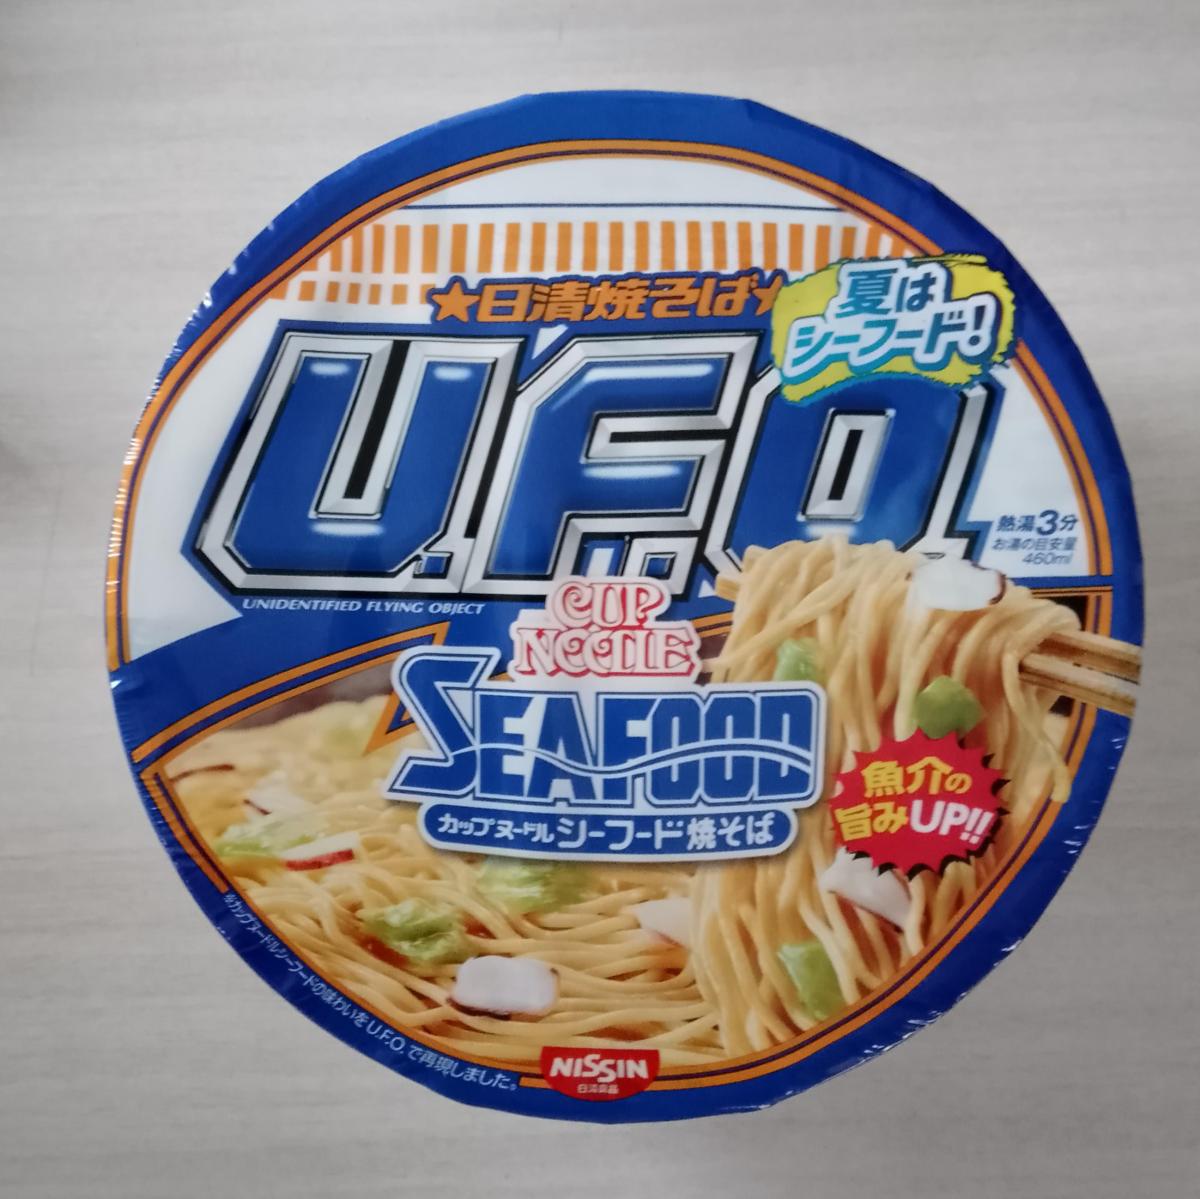 ★日清焼そば★
夏は
シーフード!
U.F.O.
熱湯3分
お湯の目安量
460ml
UNIDENTIFIED FLYING OBJECT
CUP
NOODLE
SEAFOOD
カップヌードルシーフード焼そば
魚介の
旨みUP!!
※カップヌードルシーフードの味わいをU.F.O.で再現しました。
NISSIN
日清食品